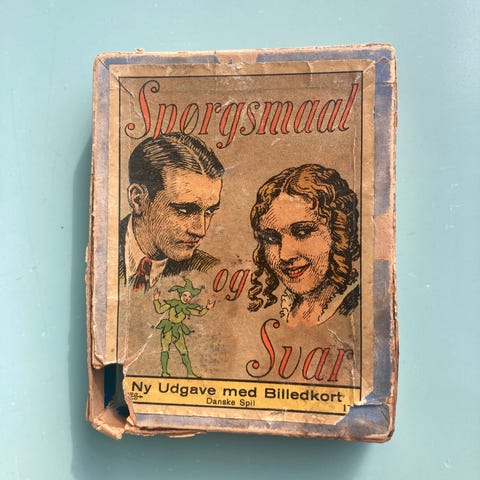 Spørgsmaal
og
Svar
Ny Udgave med Billedkort
Danske Spil